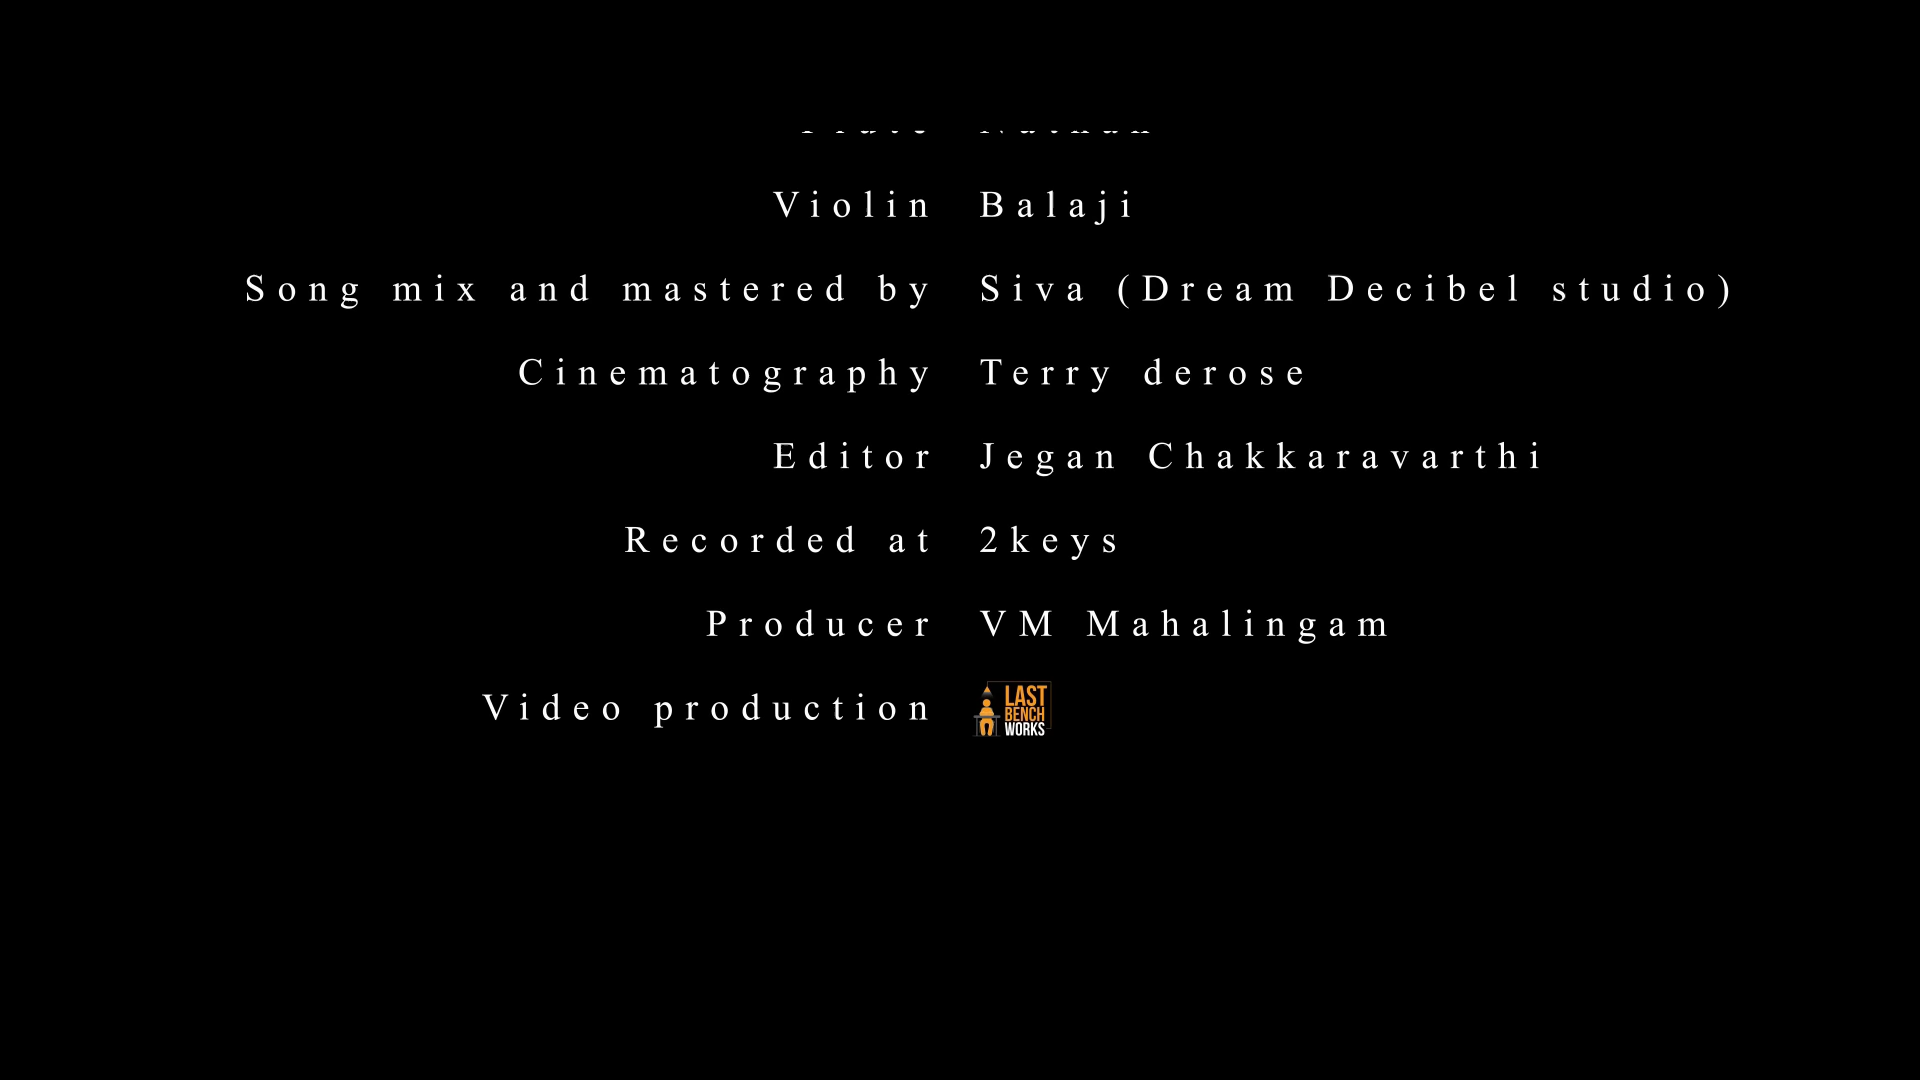 Violin Balaji
Song mix and mastered by Siva (Dream Decibel studio)
Cinematography Terry derose
Editor Jegan Chakkaravarthi
Recorded at 2keys
Producer VM Mahalingam
Video production LAST
BENCH
WORKS